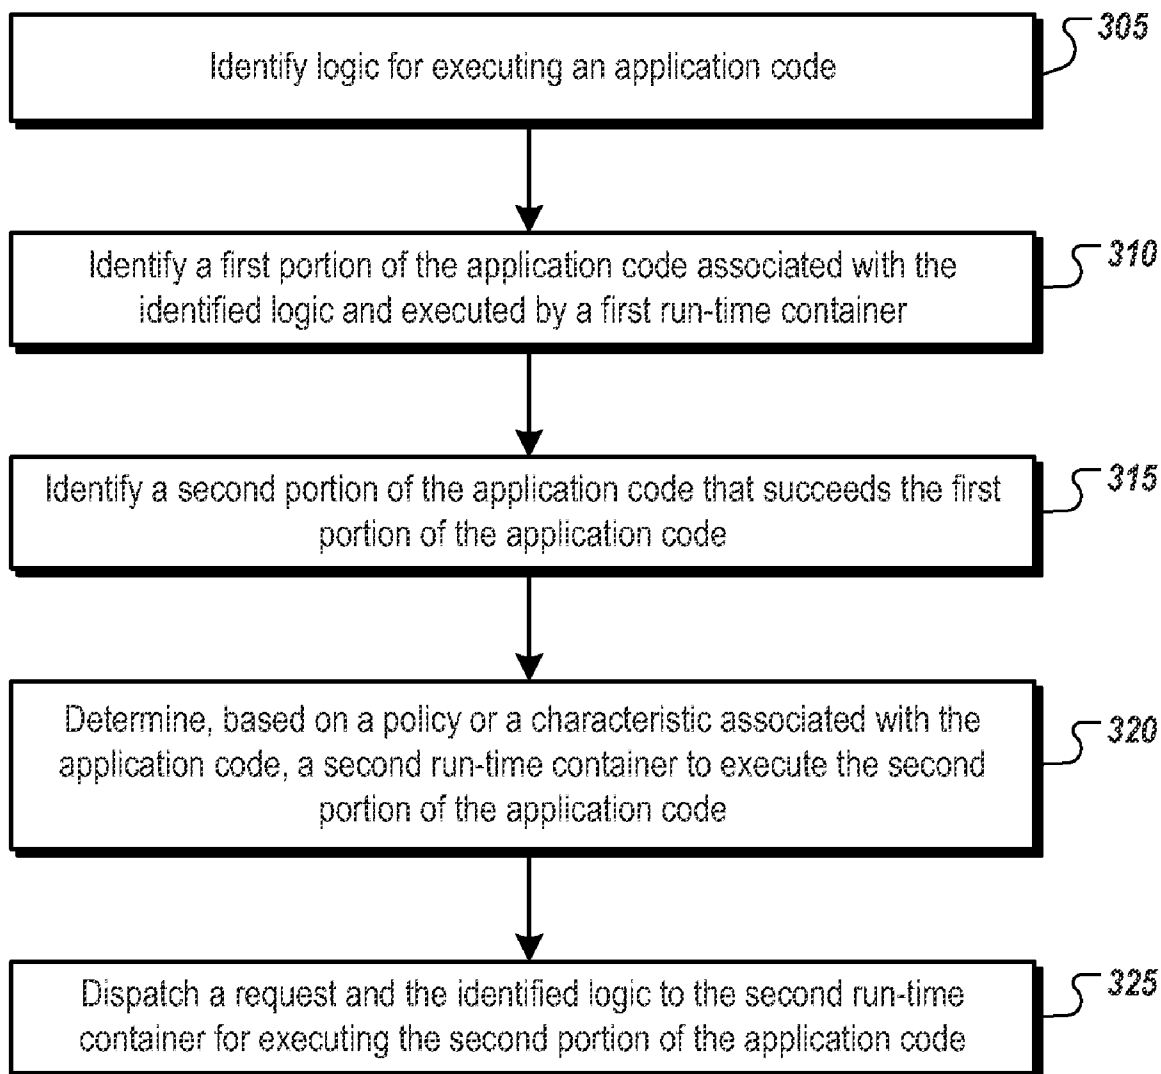 305
Identify logic for executing an application code
310
Identify a first portion of the application code associated with the
identified logic and executed by a first run-time container
315
Identify a second portion of the application code that succeeds the first
portion of the application code
320
Determine, based on a policy or a characteristic associated with the
application code, a second run-time container to execute the second
portion of the application code
325
Dispatch a request and the identified logic to the second run-time
container for executing the second portion of the application code